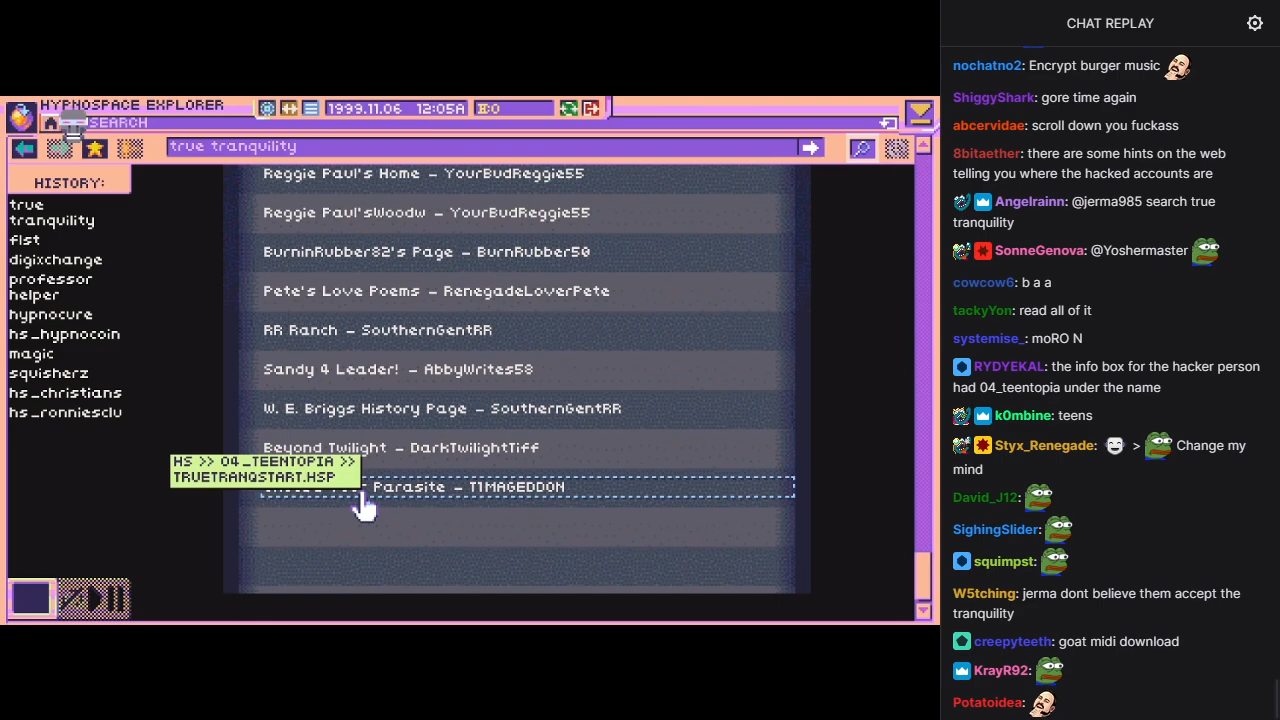 HYPNOSPACE EXPLORER
1999.11.06 12:05A
0
SEARCH
true tranquility
HISTORY:
true
tranquility
fist
digixchange
professor
helper
hypnocure
hs_hypnocoin
magic
squisherz
hs_christians
hs_ronniesclu
Reggie Paul's Home - YourBudReggie55
Reggie Paul'sWoodw - YourBudReggie55
BurninRubber82's Page - BurnRubber50
Pete's Love Poems - RenegadeLoverPete
RR Ranch - SouthernGentRR
Sandy 4 Leader! - AbbyWrites58
W. E. Briggs History Page - SouthernGentRR
Beyond Twilight - DarkTwilightTiff
HS >> 04_TEENTOPIA >>
TRUETRANQSTART.HSP
Parasite - T1MAGEDDON
CHAT REPLAY
nochatno2: Encrypt burger music
ShiggyShark: gore time again
abcervidae: scroll down you fuckass
8bitaether: there are some hints on the web
telling you where the hacked accounts are
Angelrainn: @jerma985 search true
tranquility
SonneGenova: @Yoshermaster
cowcow6: b a a
tackyYon: read all of it
systemise_: moRO N
RYDYEKAL: the info box for the hacker person
had 04_teentopia under the name
k0mbine: teens
Styx_Renegade: > Change my
mind
David_J12:
SighingSlider:
squimpst:
W5tching: jerma dont believe them accept the
tranquility
creepyteeth: goat midi download
KrayR92:
Potatoidea: